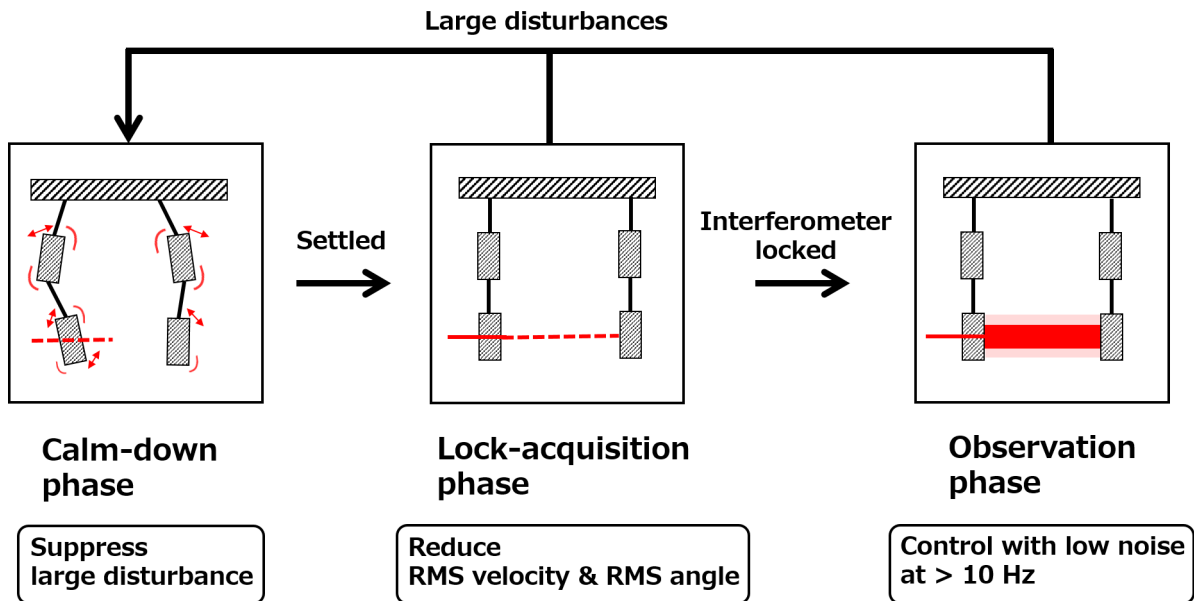 Large disturbances
Settled
Interferometer
locked
Calm-down
phase
Lock-acquisition
phase
Observation
phase
Suppress
large disturbance
Reduce
RMS velocity & RMS angle
Control with low noise
at > 10 Hz